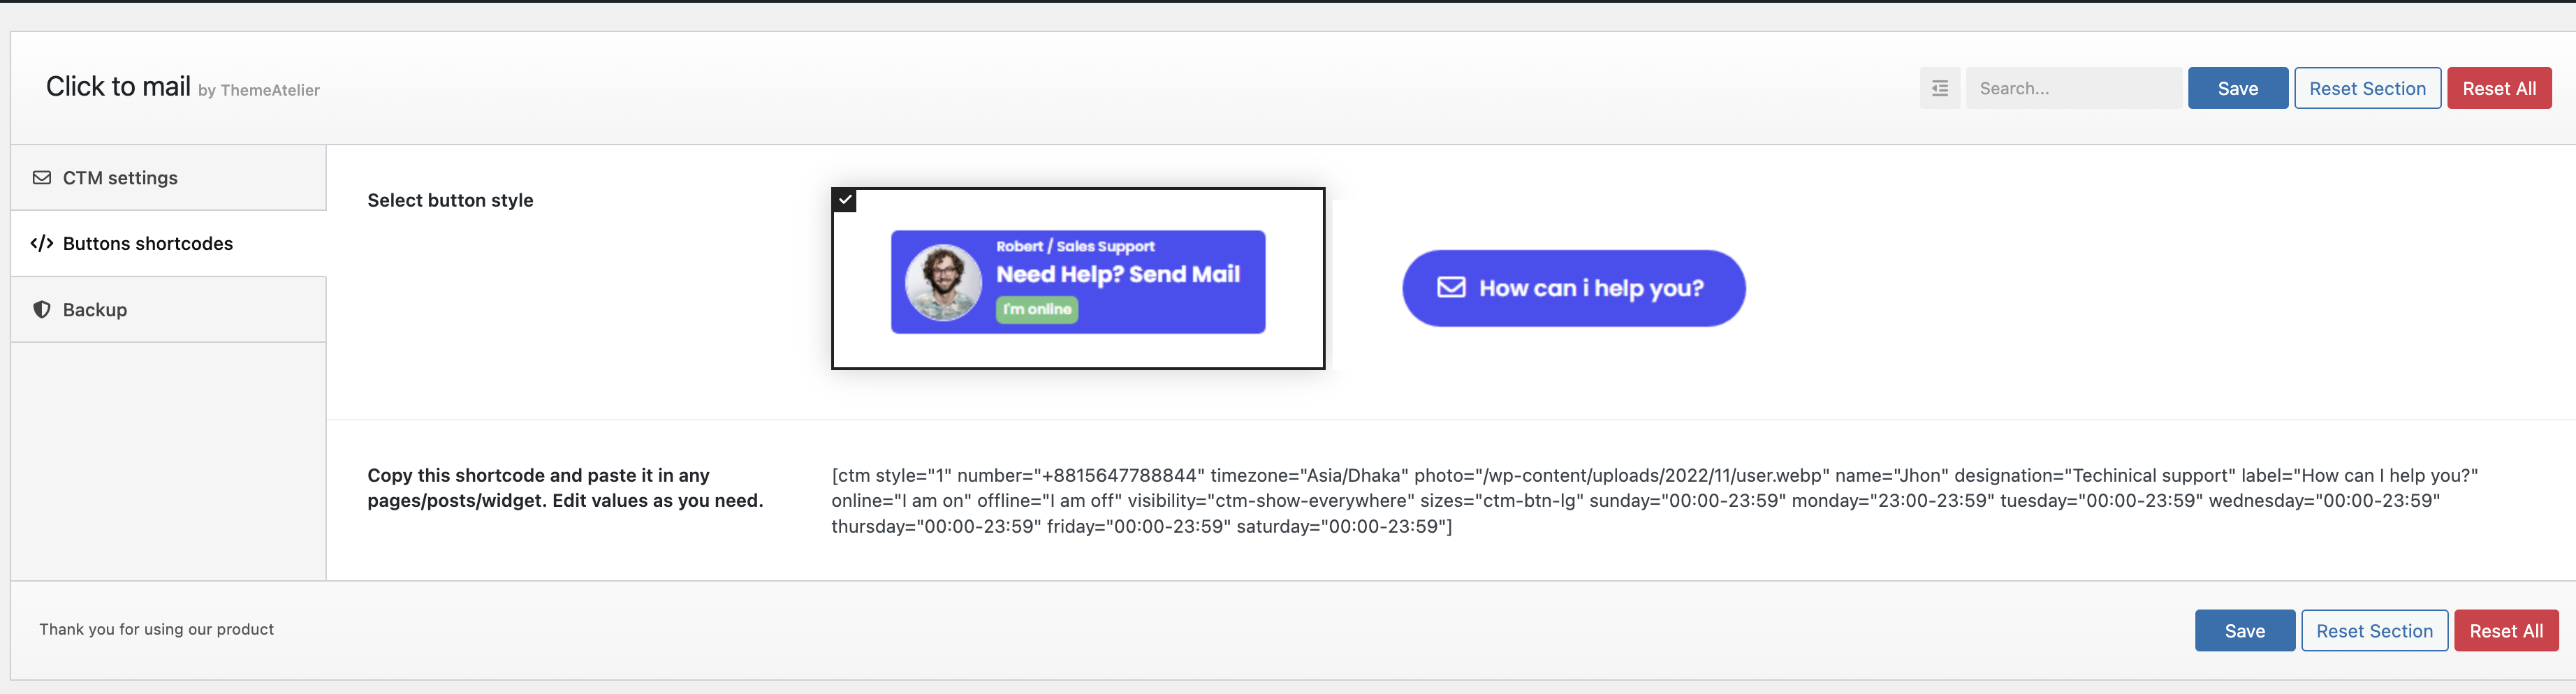 Click to mail by ThemeAtelier
Search...
Save
Reset Section
Reset All
CTM settings
Buttons shortcodes
Backup
Select button style
Robert / Sales Support
Need Help? Send Mail
I'm online
How can i help you?
Copy this shortcode and paste it in any
pages/posts/widget. Edit values as you need.
[ctm style="1" number="+8815647788844" timezone="Asia/Dhaka" photo="/wp-content/uploads/2022/11/user.webp" name="Jhon" designation="Techinical support" label="How can I help you?"
online="I am on" offline="I am off" visibility="ctm-show-everywhere" sizes="ctm-btn-lg" sunday="00:00-23:59" monday="23:00-23:59" tuesday="00:00-23:59" wednesday="00:00-23:59"
thursday="00:00-23:59" friday="00:00-23:59" saturday="00:00-23:59"]
Thank you for using our product
Save
Reset Section
Reset All